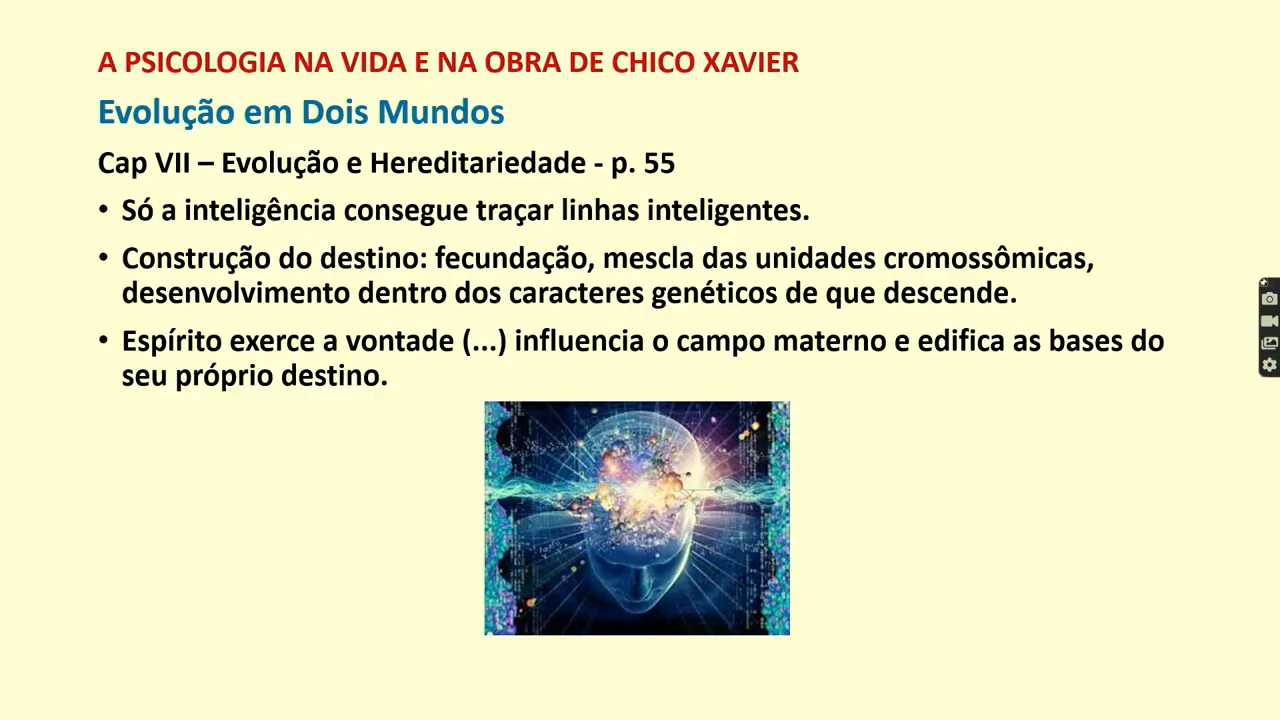 A PSICOLOGIA NA VIDA E NA OBRA DE CHICO XAVIER
Evolução em Dois Mundos
Cap VII – Evolução e Hereditariedade - p. 55
• Só a inteligência consegue traçar linhas inteligentes.
• Construção do destino: fecundação, mescla das unidades cromossômicas,
desenvolvimento dentro dos caracteres genéticos de que descende.
• Espírito exerce a vontade (...) influencia o campo materno e edifica as bases do
seu próprio destino.